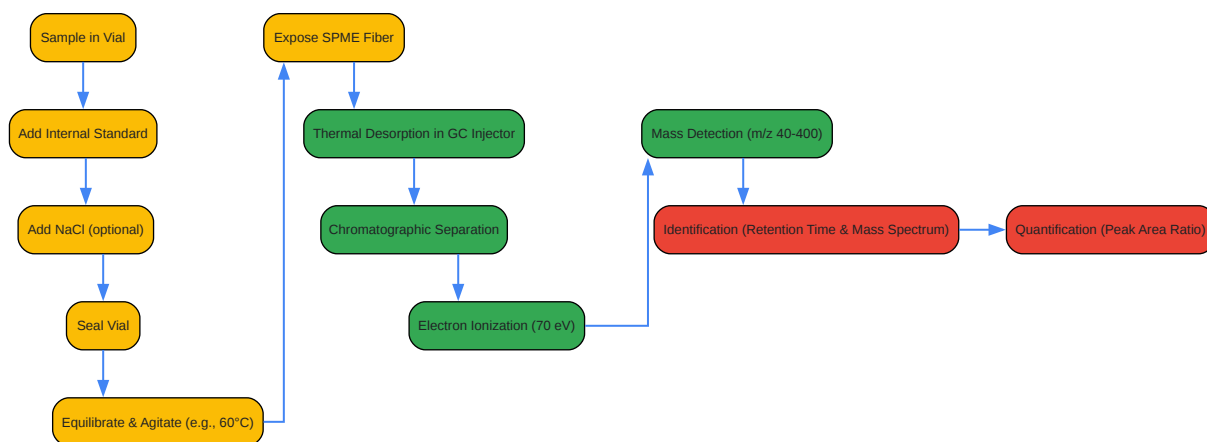 Sample in Vial
Add Internal Standard
Add NaCl (optional)
Seal Vial
Equilibrate & Agitate (e.g., 60°C)
Expose SPME Fiber
Thermal Desorption in GC Injector
Chromatographic Separation
Electron Ionization (70 eV)
Mass Detection (m/z 40-400)
Identification (Retention Time & Mass Spectrum)
Quantification (Peak Area Ratio)